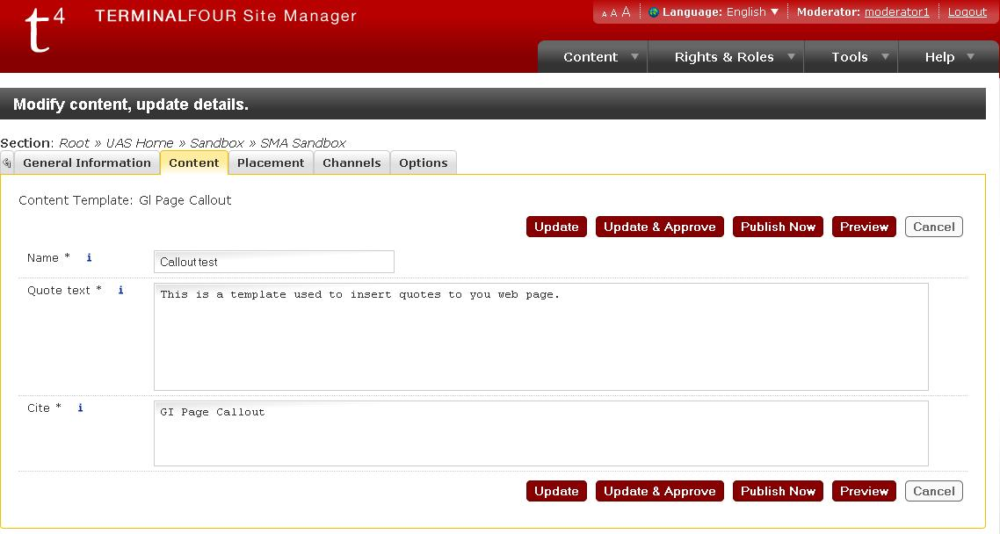 t4 TERMINALFOUR Site Manager
A A A Language: English Moderator: moderator1 Logout
Content Rights & Roles Tools Help
Modify content, update details.
Section: Root » UAS Home » Sandbox » SMA Sandbox
General Information Content Placement Channels Options
Content Template: GI Page Callout
Update Update & Approve Publish Now Preview Cancel
Name * i Callout test
Quote text * i This is a template used to insert quotes to you web page.
Cite * i GI Page Callout
Update Update & Approve Publish Now Preview Cancel